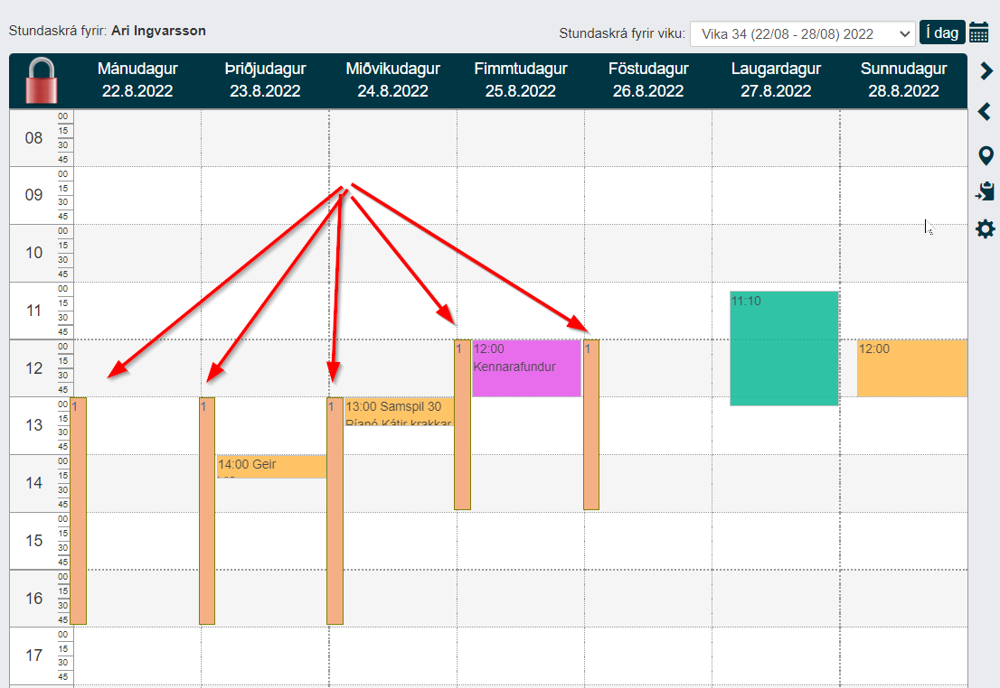 Stundaskrá fyrir: Ari Ingvarsson
Stundaskrá fyrir viku: Vika 34 (22/08 - 28/08) 2022 Í dag
Mánudagur Þriðjudagur Miðvikudagur Fimmtudagur Föstudagur Laugardagur Sunnudagur
22.8.2022 23.8.2022 24.8.2022 25.8.2022 26.8.2022 27.8.2022 28.8.2022
08 00 15 30 45
09 00 15 30 45
10 00 15 30 45
11 00 15 30 45
11:10
12 00 15 30 45
1 12:00 1 12:00
Kennarafundur
13 00 15 30 45
1 1 1 13:00 Samspil 30
Píanó Kátir krakkar
14 00 15 30 45
14:00 Geir
15 00 15 30 45
16 00 15 30 45
17 00 15 30 45